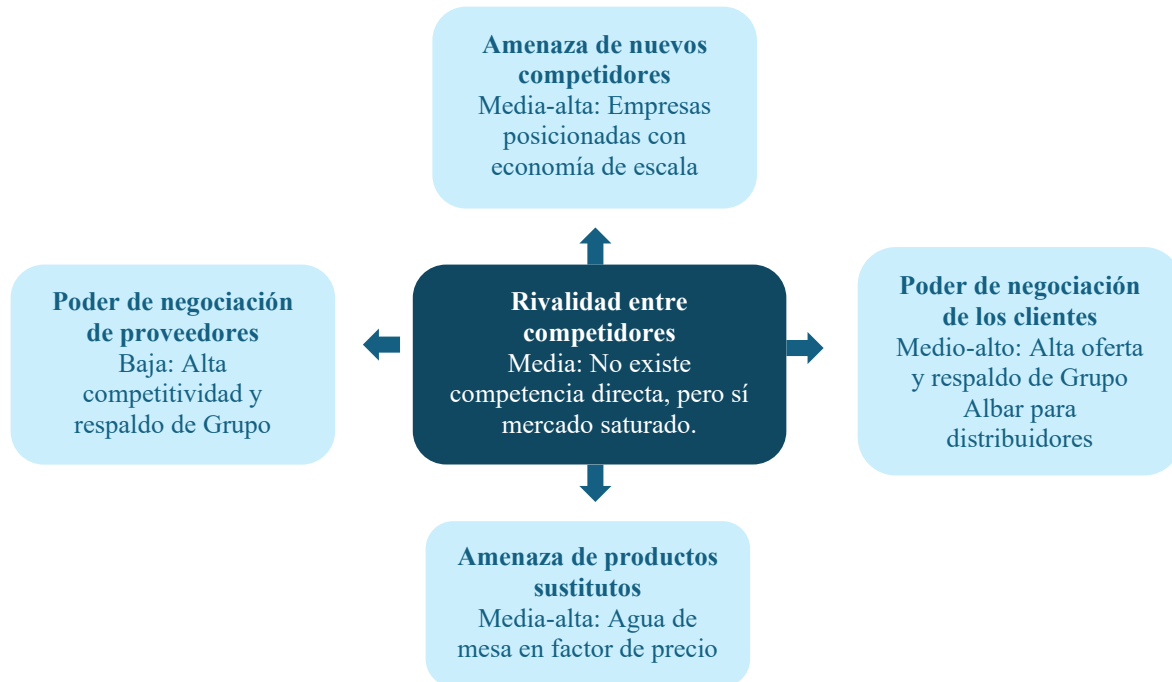 Amenaza de nuevos
competidores
Media-alta: Empresas
posicionadas con
economía de escala
Poder de negociación
de proveedores
Baja: Alta
competitividad y
respaldo de Grupo
Rivalidad entre
competidores
Media: No existe
competencia directa, pero sí
mercado saturado.
Poder de negociación
de los clientes
Medio-alto: Alta oferta
y respaldo de Grupo
Albar para
distribuidores
Amenaza de productos
sustitutos
Media-alta: Agua de
mesa en factor de precio